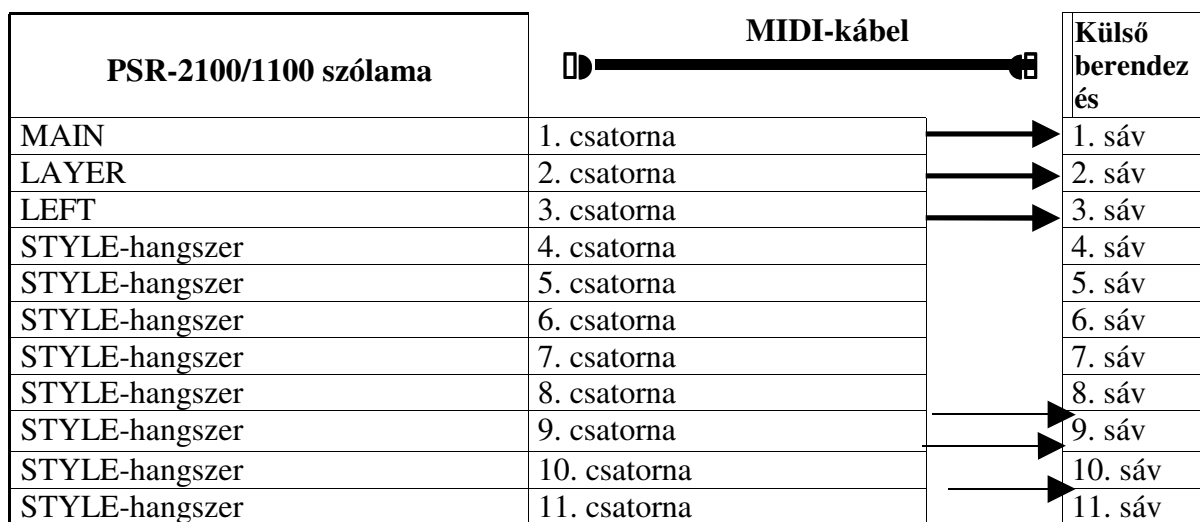 PSR-2100/1100 szólama
MIDI-kábel
Külső
berendez
és
MAIN 1. csatorna 1. sáv
LAYER 2. csatorna 2. sáv
LEFT 3. csatorna 3. sáv
STYLE-hangszer 4. csatorna 4. sáv
STYLE-hangszer 5. csatorna 5. sáv
STYLE-hangszer 6. csatorna 6. sáv
STYLE-hangszer 7. csatorna 7. sáv
STYLE-hangszer 8. csatorna 8. sáv
STYLE-hangszer 9. csatorna 9. sáv
STYLE-hangszer 10. csatorna 10. sáv
STYLE-hangszer 11. csatorna 11. sáv